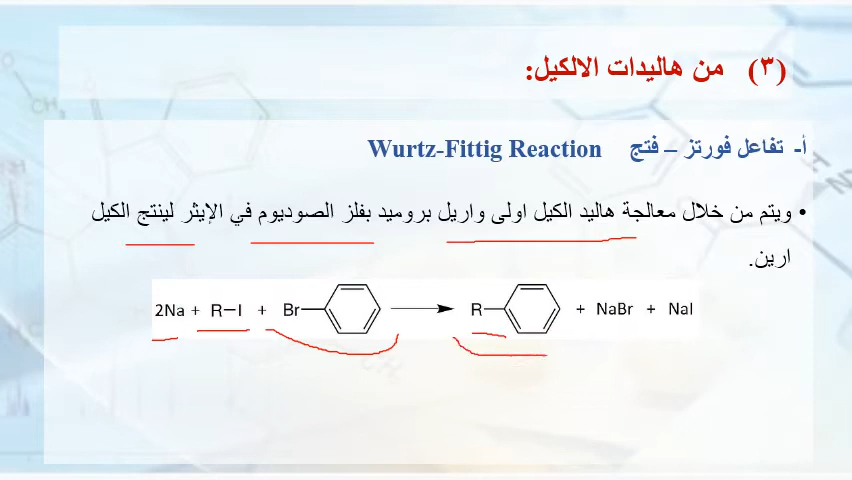 (٣) من هاليدات الالكيل:
أ- تفاعل فورتز – فتج Wurtz-Fittig Reaction
• ويتم من خلال معالجة هاليد الكيل اولى واريل بروميد بفلز الصوديوم في الإيثر لينتج الكيل
ارين.
2Na + R–I + Br → R + NaBr + NaI